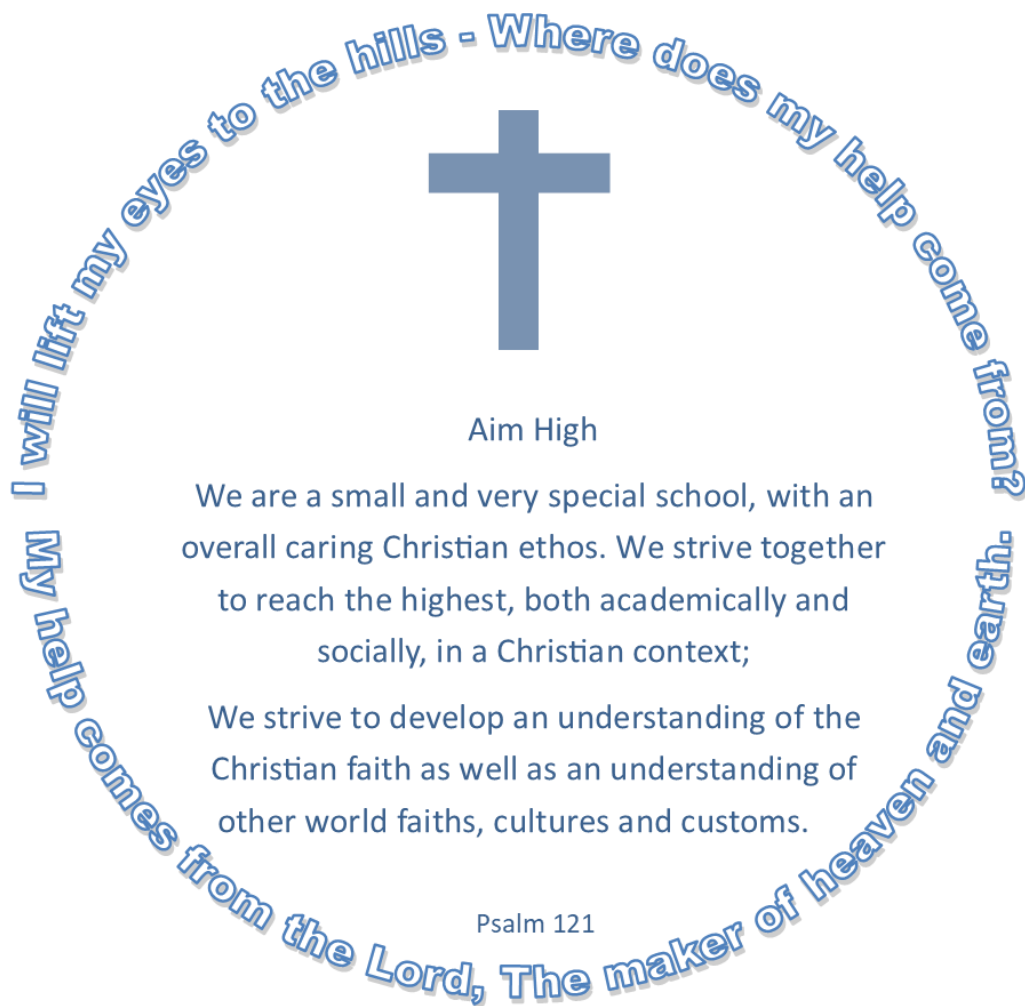 I will lift my eyes to the hills - Where does my help come from?
Aim High
We are a small and very special school, with an
overall caring Christian ethos. We strive together
to reach the highest, both academically and
socially, in a Christian context;
We strive to develop an understanding of the
Christian faith as well as an understanding of
other world faiths, cultures and customs.
Psalm 121
My help comes from the Lord, The maker of heaven and earth.